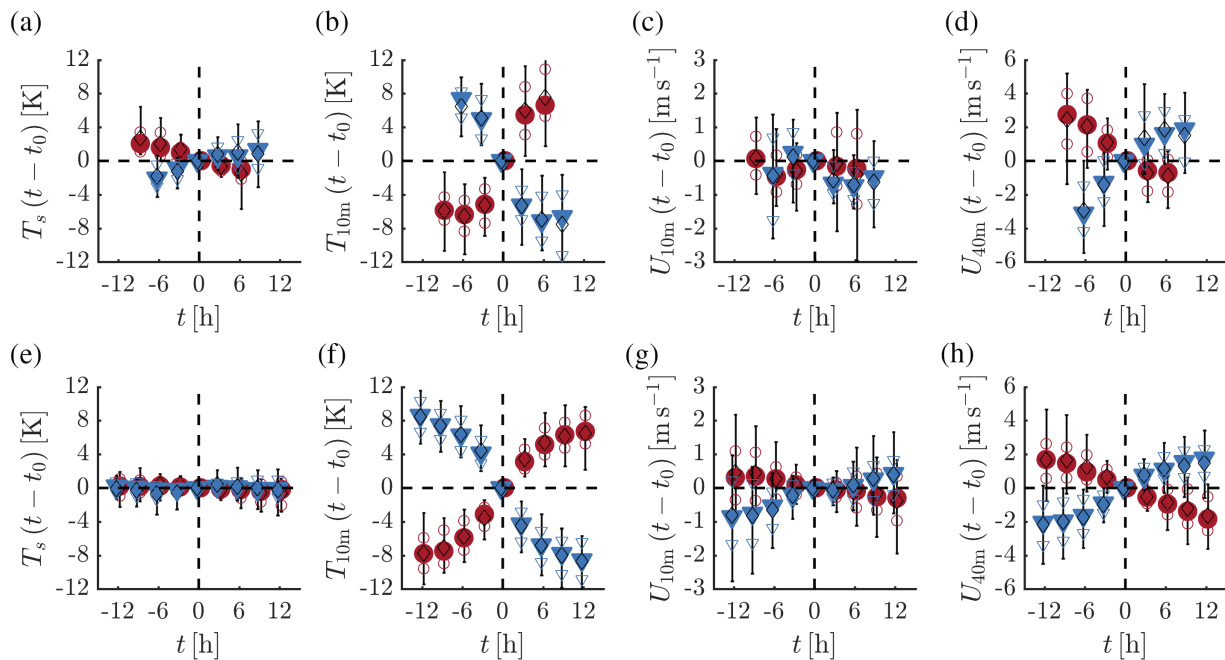 (a) (b) (c) (d)
T_s (t − t_0) [K]
12
8
4
0
-4
-8
-12
-12 -6 0 6 12
t [h]
T_10m (t − t_0) [K]
12
8
4
0
-4
-8
-12
-12 -6 0 6 12
t [h]
U_10m (t − t_0) [m s⁻¹]
3
2
1
0
-1
-2
-3
-12 -6 0 6 12
t [h]
U_40m (t − t_0) [m s⁻¹]
6
4
2
0
-2
-4
-6
-12 -6 0 6 12
t [h]
(e) (f) (g) (h)
T_s (t − t_0) [K]
12
8
4
0
-4
-8
-12
-12 -6 0 6 12
t [h]
T_10m (t − t_0) [K]
12
8
4
0
-4
-8
-12
-12 -6 0 6 12
t [h]
U_10m (t − t_0) [m s⁻¹]
3
2
1
0
-1
-2
-3
-12 -6 0 6 12
t [h]
U_40m (t − t_0) [m s⁻¹]
6
4
2
0
-2
-4
-6
-12 -6 0 6 12
t [h]